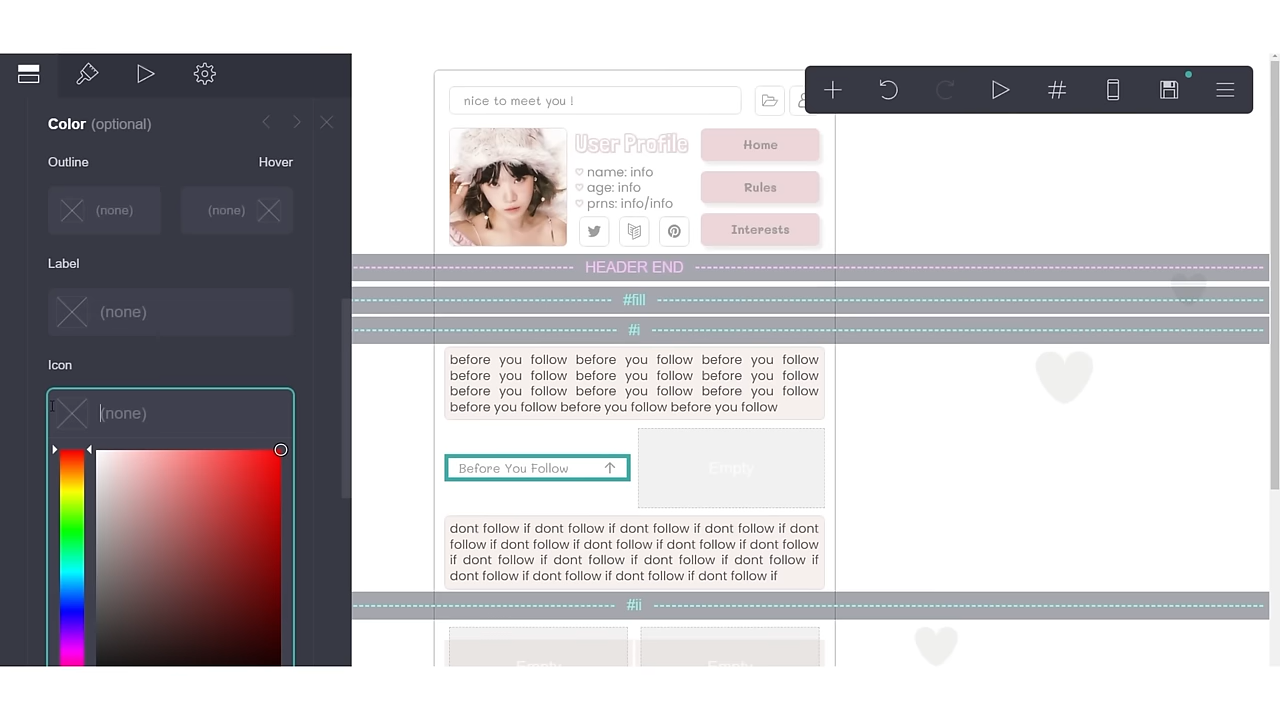 Color (optional)
Outline
Hover
(none)
(none)
Label
(none)
Icon
(none)
nice to meet you !
User Profile
♡ name: info
♡ age: info
♡ prns: info/info
Home
Rules
Interests
HEADER END
#fill
#i
before you follow before you follow before you follow
before you follow before you follow before you follow
before you follow before you follow before you follow
before you follow before you follow before you follow
Before You Follow
Empty
dont follow if dont follow if dont follow if dont follow if dont
follow if dont follow if dont follow if dont follow if dont follow
if dont follow if dont follow if dont follow if dont follow if
dont follow if dont follow if dont follow if dont follow if
#ii
Empty
Empty